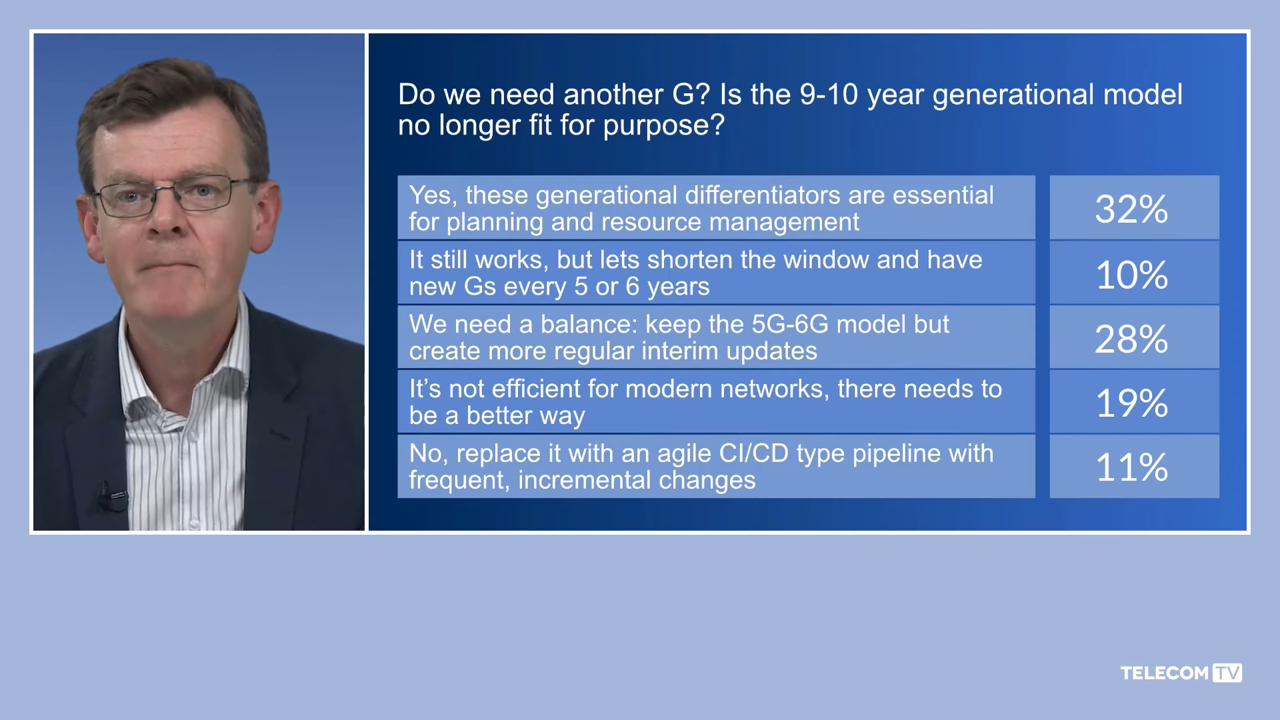 Do we need another G? Is the 9-10 year generational model
no longer fit for purpose?
Yes, these generational differentiators are essential
for planning and resource management
32%
It still works, but lets shorten the window and have
new Gs every 5 or 6 years
10%
We need a balance: keep the 5G-6G model but
create more regular interim updates
28%
It’s not efficient for modern networks, there needs to
be a better way
19%
No, replace it with an agile CI/CD type pipeline with
frequent, incremental changes
11%
TELECOM TV